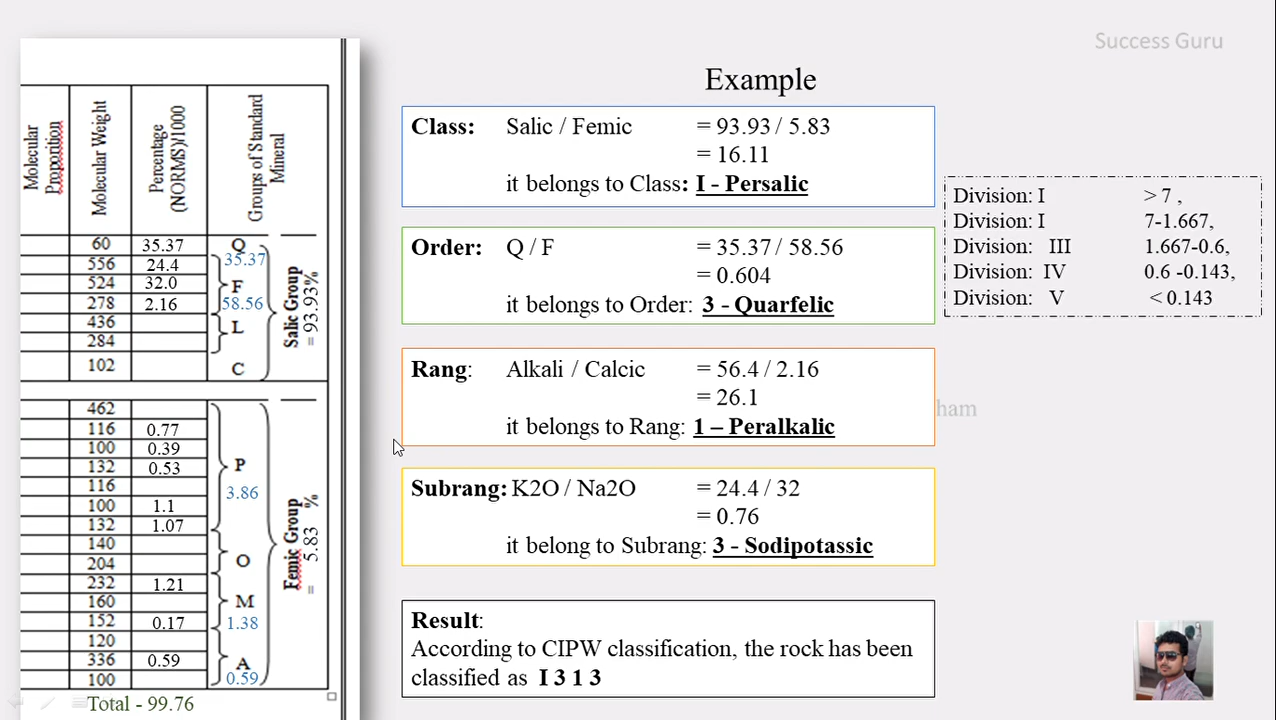 Success Guru
Example
Molecular
Proporition
Molecular Weight
Percentage
(NORMS)/1000
Groups of Standard
Mineral
60 35.37 Q
35.37
556 24.4
524 32.0 F
278 2.16 58.56
436 L
284
102 C
Salic Group
= 93.93%
462
116 0.77
100 0.39
132 0.53 P
116 3.86
100 1.1
132 1.07
140
204 O
232 1.21
160 M
152 0.17 1.38
120
336 0.59 A
100 0.59
Femic Group
= 5.83 %
Total - 99.76
Class: Salic / Femic = 93.93 / 5.83
= 16.11
it belongs to Class: I - Persalic
Order: Q / F = 35.37 / 58.56
= 0.604
it belongs to Order: 3 - Quarfelic
Rang: Alkali / Calcic = 56.4 / 2.16
= 26.1
it belongs to Rang: 1 – Peralkalic
Subrang: K2O / Na2O = 24.4 / 32
= 0.76
it belong to Subrang: 3 - Sodipotassic
Result:
According to CIPW classification, the rock has been
classified as I 3 1 3
Division: I > 7 ,
Division: I 7-1.667,
Division: III 1.667-0.6,
Division: IV 0.6 -0.143,
Division: V < 0.143
ham